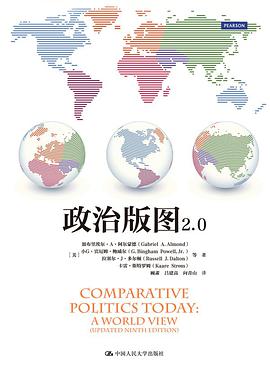 PEARSON
政治版图2.0
加布里埃尔·A·阿尔蒙德（Gabriel A. Almond）
[美] 小G·宾厄姆·鲍威尔（G. Bingham Powell, Jr.） 等 著
拉塞尔·J·多尔顿（Russell J. Dalton）
卡雷·斯特罗姆（Kaare Strom）
顾肃 吕建高 向青山 译
COMPARATIVE
POLITICS TODAY:
A WORLD VIEW
(UPDATED NINTH EDITION)
中国人民大学出版社